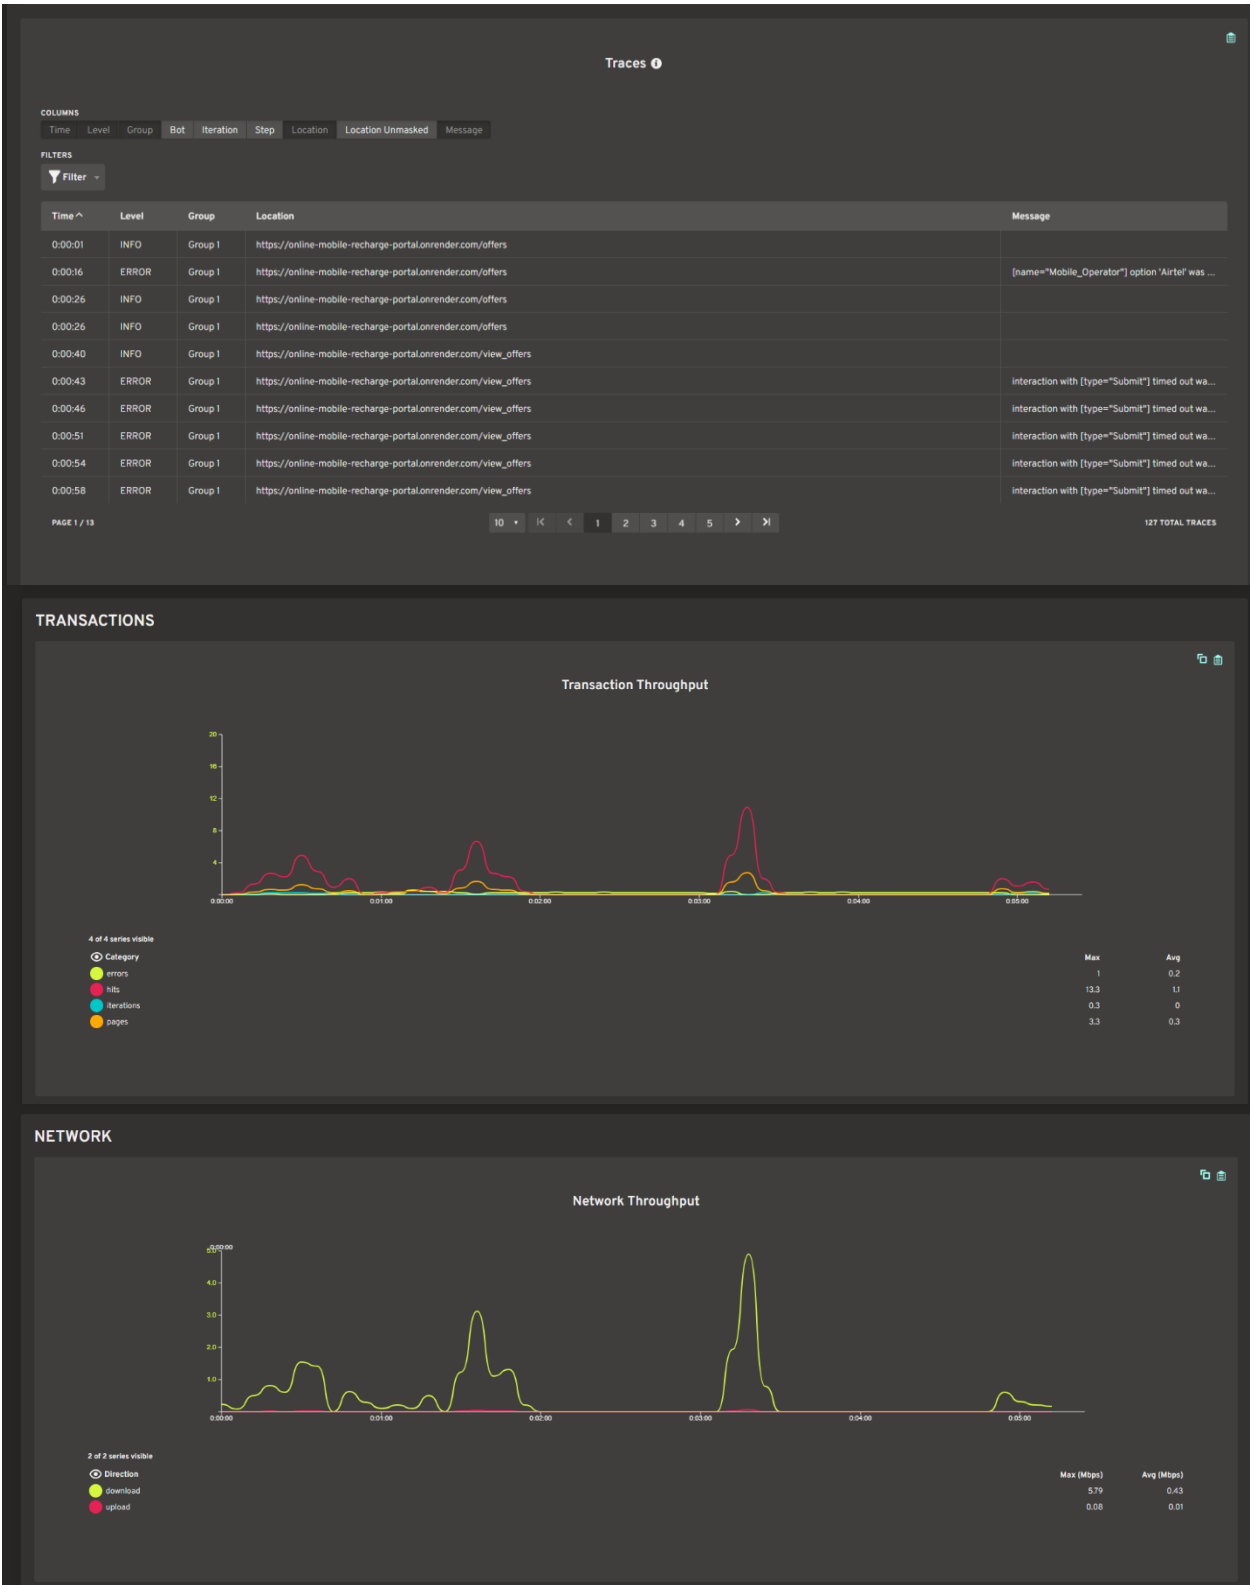 Traces
COLUMNS
Time Level Group Bot Iteration Step Location Location Unmasked Message
FILTERS
Filter
Time Level Group Location Message
0:00:01 INFO Group 1 https://online-mobile-recharge-portal.onrender.com/offers
0:00:16 ERROR Group 1 https://online-mobile-recharge-portal.onrender.com/offers [name="Mobile_Operator"] option 'Airtel' was ...
0:00:26 INFO Group 1 https://online-mobile-recharge-portal.onrender.com/offers
0:00:26 INFO Group 1 https://online-mobile-recharge-portal.onrender.com/offers
0:00:40 INFO Group 1 https://online-mobile-recharge-portal.onrender.com/view_offers
0:00:43 ERROR Group 1 https://online-mobile-recharge-portal.onrender.com/view_offers interaction with [type="Submit"] timed out wa...
0:00:46 ERROR Group 1 https://online-mobile-recharge-portal.onrender.com/view_offers interaction with [type="Submit"] timed out wa...
0:00:51 ERROR Group 1 https://online-mobile-recharge-portal.onrender.com/view_offers interaction with [type="Submit"] timed out wa...
0:00:54 ERROR Group 1 https://online-mobile-recharge-portal.onrender.com/view_offers interaction with [type="Submit"] timed out wa...
0:00:58 ERROR Group 1 https://online-mobile-recharge-portal.onrender.com/view_offers interaction with [type="Submit"] timed out wa...
PAGE 1 / 13 10 1 2 3 4 5 127 TOTAL TRACES
TRANSACTIONS
Transaction Throughput
20
16
12
8
4
0:00:00 0:01:00 0:02:00 0:03:00 0:04:00 0:05:00
4 of 4 series visible
Category Max Avg
errors 1 0.2
hits 13.3 1.1
iterations 0.3 0
pages 3.3 0.3
NETWORK
Network Throughput
0:00:00
5.0
4.0
3.0
2.0
1.0
0:00:00 0:01:00 0:02:00 0:03:00 0:04:00 0:05:00
2 of 2 series visible
Direction Max (Mbps) Avg (Mbps)
download 5.79 0.43
upload 0.08 0.01